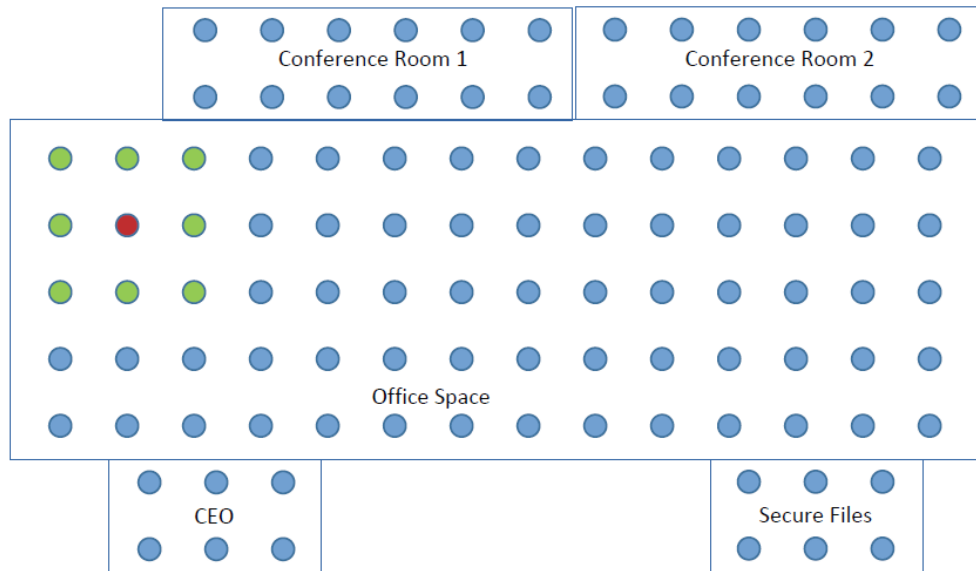 Conference Room 1
Conference Room 2
Office Space
CEO
Secure Files